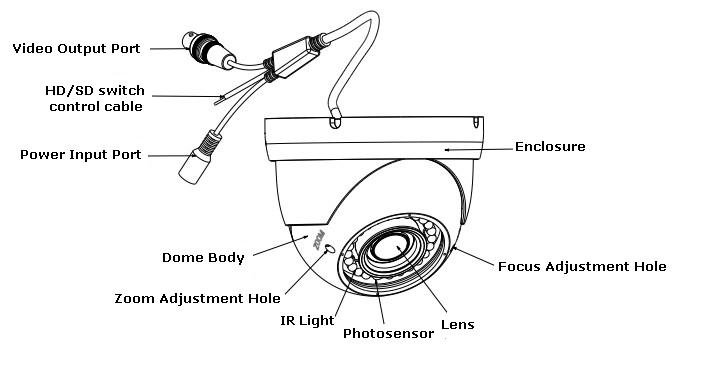 Video Output Port
HD/SD switch
control cable
Power Input Port
Enclosure
Dome Body
ZOOM
Zoom Adjustment Hole
Focus Adjustment Hole
IR Light
Photosensor
Lens